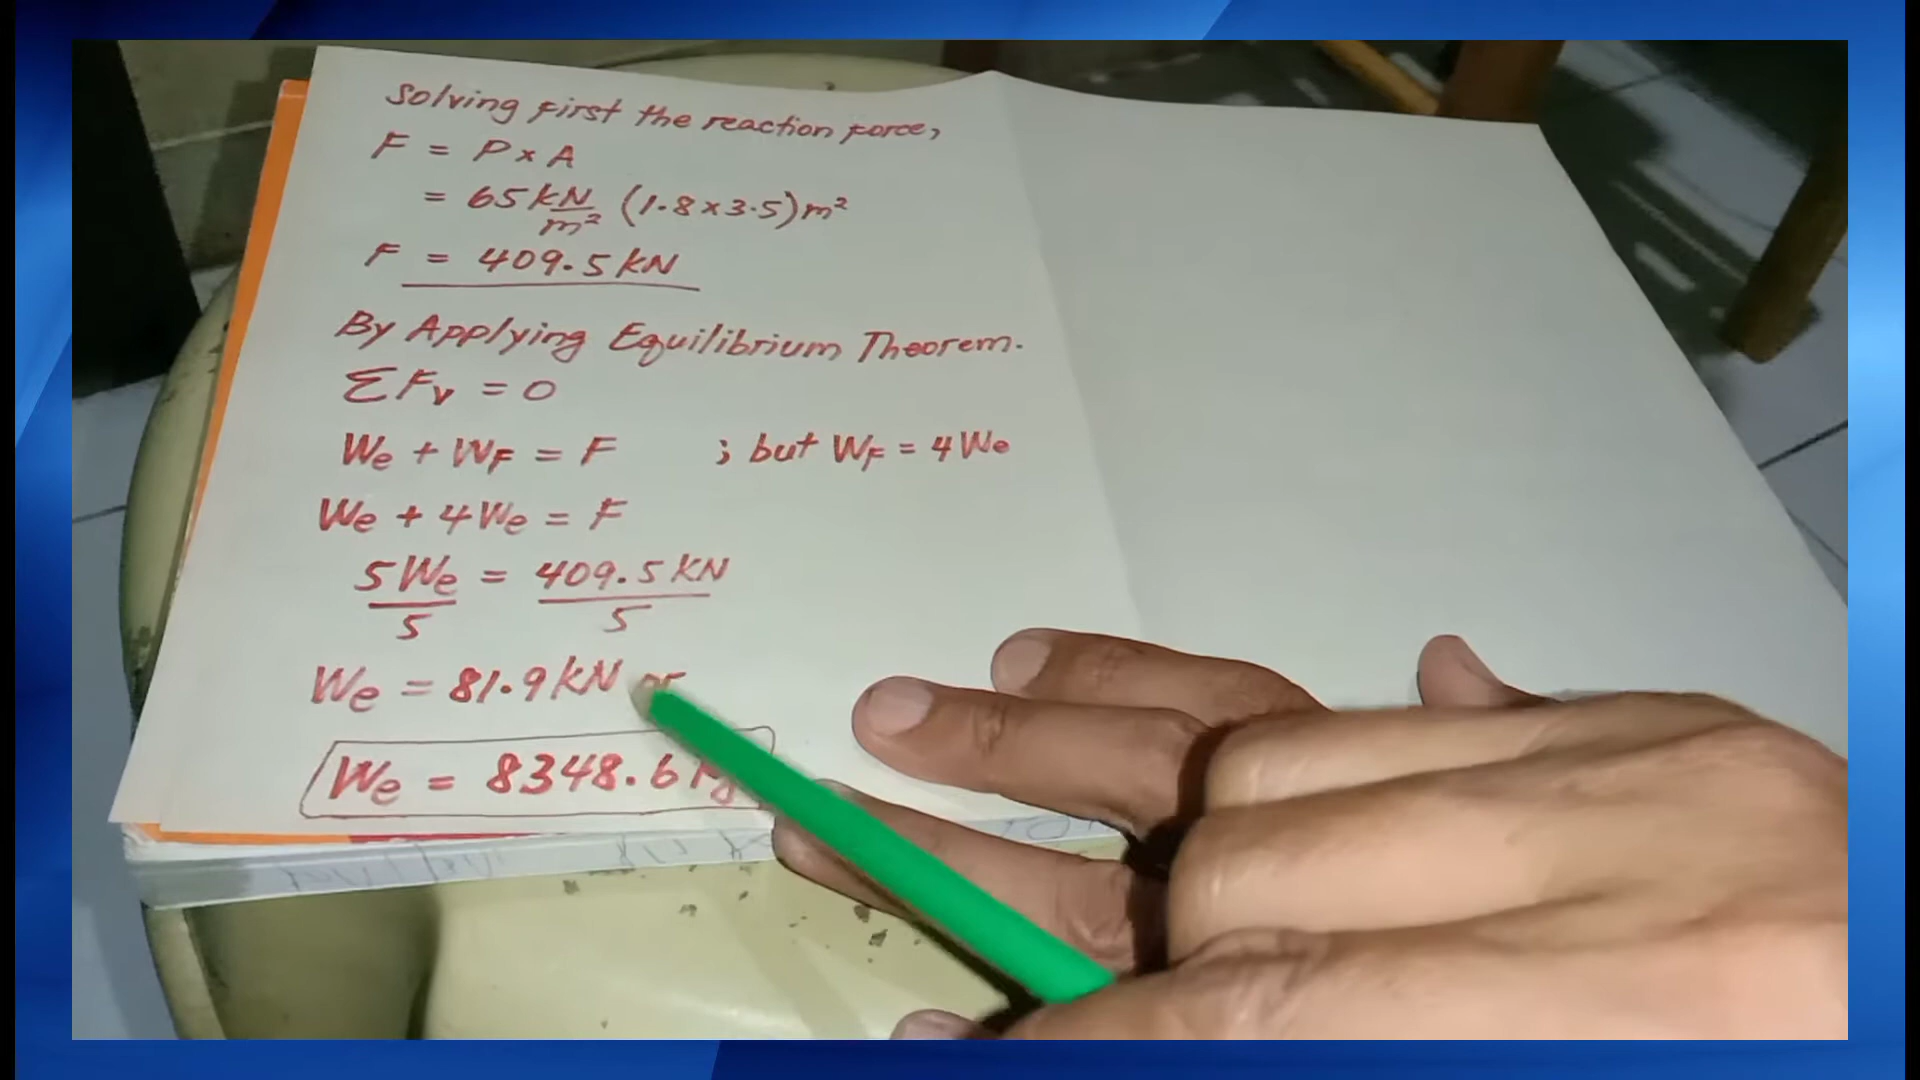 Solving first the reaction force,
F = P x A
= 65 kN/m² (1.8 x 3.5) m²
F = 409.5 kN
By Applying Equilibrium Theorem.
ΣFv = 0
We + WF = F ; but WF = 4We
We + 4We = F
5We/5 = 409.5 KN/5
We = 81.9 kN or
We = 8348.6